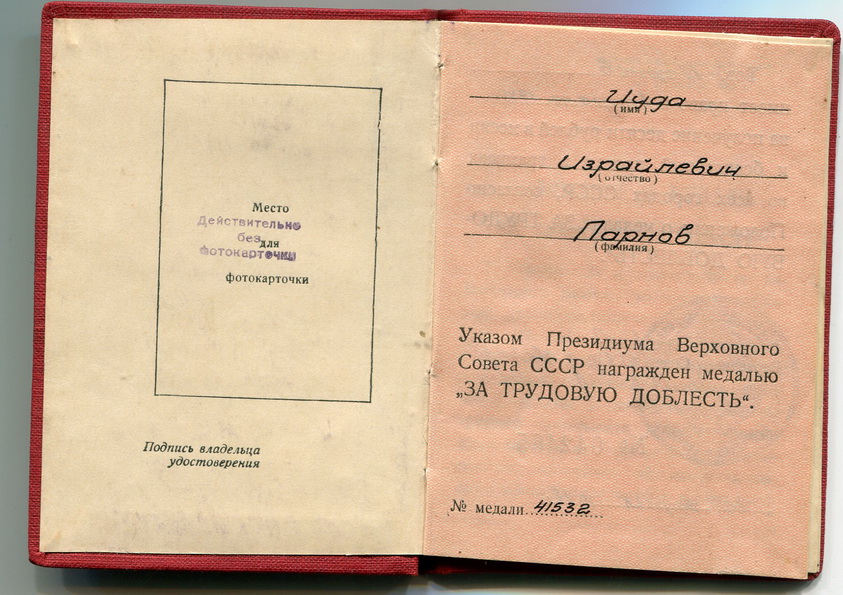 Место
Действительно
без
для
фотокарточки
фотокарточки
Подпись владельца
удостоверения
Иуда
(имя)
Израйлевич
(отчество)
Парнов
(фамилия)
Указом Президиума Верховного
Совета СССР награжден медалью
„ЗА ТРУДОВУЮ ДОБЛЕСТЬ“.
№ медали 41532